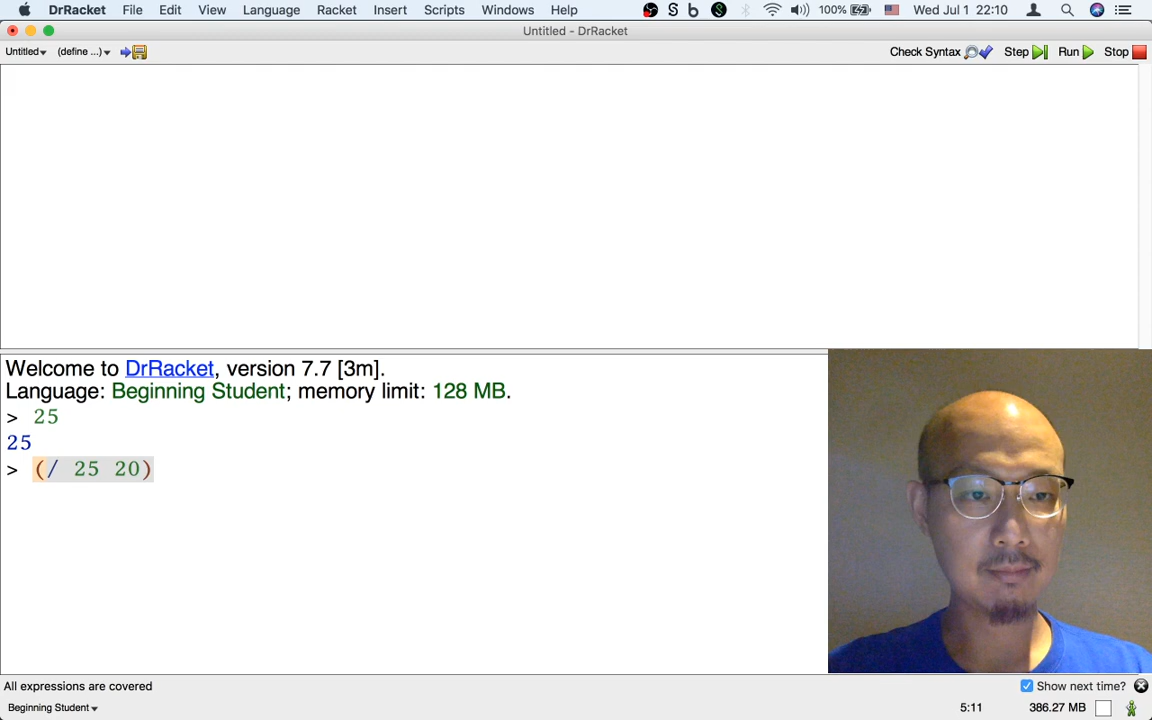 DrRacket File Edit View Language Racket Insert Scripts Windows Help 100% Wed Jul 1 22:10
Untitled - DrRacket
Untitled (define ...) Check Syntax Step Run Stop
Welcome to DrRacket, version 7.7 [3m].
Language: Beginning Student; memory limit: 128 MB.
> 25
25
> (/ 25 20)
All expressions are covered Show next time?
Beginning Student 5:11 386.27 MB